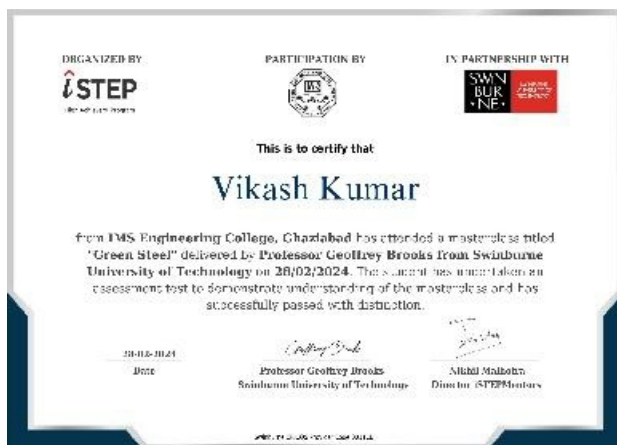 ORGANIZED BY
PARTICIPATION BY
IN PARTNERSHIP WITH
iSTEP
IMS
SWIN
BUR
NE
This is to certify that
Vikash Kumar
from IMS Engineering College, Ghaziabad has attended a masterclass titled
"Green Steel" delivered by Professor Geoffrey Brooks from Swinburne
University of Technology on 28/02/2024. The student has undertaken an
assessment test to demonstrate understanding of the masterclass and has
successfully passed with distinction.
Date
Professor Geoffrey Brooks
Swinburne University of Technology
Nikhil Malhotra
Director iSTEPMentors